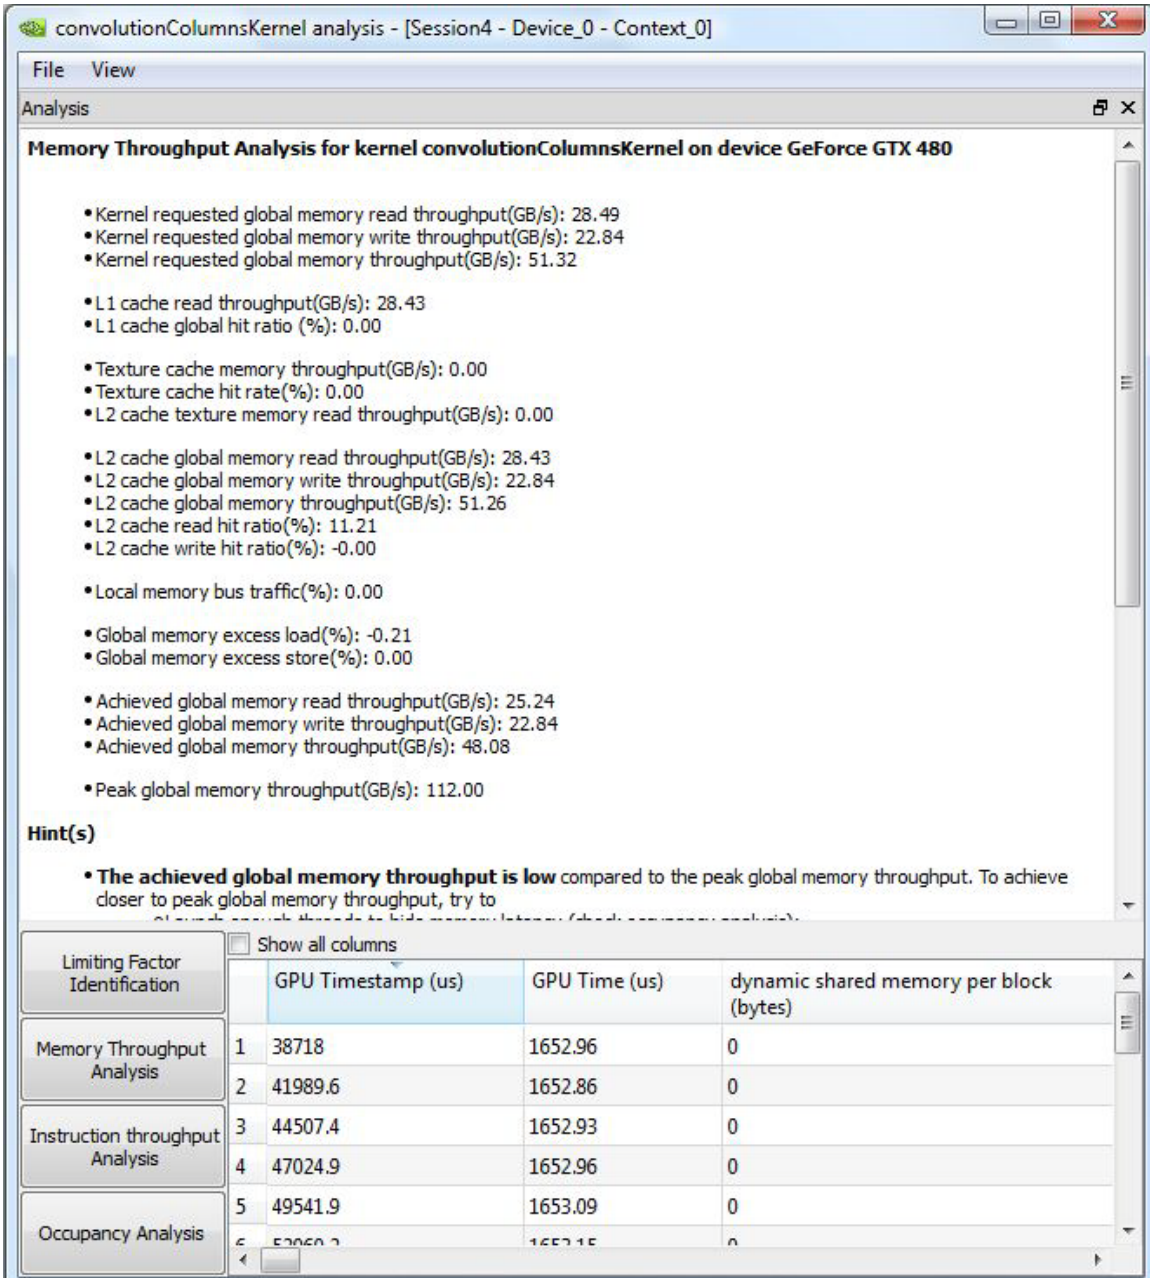 convolutionColumnsKernel analysis - [Session4 - Device_0 - Context_0]
File View
Analysis
Memory Throughput Analysis for kernel convolutionColumnsKernel on device GeForce GTX 480
•Kernel requested global memory read throughput(GB/s): 28.49
•Kernel requested global memory write throughput(GB/s): 22.84
•Kernel requested global memory throughput(GB/s): 51.32
•L1 cache read throughput(GB/s): 28.43
•L1 cache global hit ratio (%): 0.00
•Texture cache memory throughput(GB/s): 0.00
•Texture cache hit rate(%): 0.00
•L2 cache texture memory read throughput(GB/s): 0.00
•L2 cache global memory read throughput(GB/s): 28.43
•L2 cache global memory write throughput(GB/s): 22.84
•L2 cache global memory throughput(GB/s): 51.26
•L2 cache read hit ratio(%): 11.21
•L2 cache write hit ratio(%): -0.00
•Local memory bus traffic(%): 0.00
•Global memory excess load(%): -0.21
•Global memory excess store(%): 0.00
•Achieved global memory read throughput(GB/s): 25.24
•Achieved global memory write throughput(GB/s): 22.84
•Achieved global memory throughput(GB/s): 48.08
•Peak global memory throughput(GB/s): 112.00
Hint(s)
•The achieved global memory throughput is low compared to the peak global memory throughput. To achieve
closer to peak global memory throughput, try to
Launch enough threads to hide memory latency (check occupancy analysis);
Limiting Factor
Identification
Memory Throughput
Analysis
Instruction throughput
Analysis
Occupancy Analysis
Show all columns
GPU Timestamp (us) GPU Time (us) dynamic shared memory per block
(bytes)
1 38718 1652.96 0
2 41989.6 1652.86 0
3 44507.4 1652.93 0
4 47024.9 1652.96 0
5 49541.9 1653.09 0